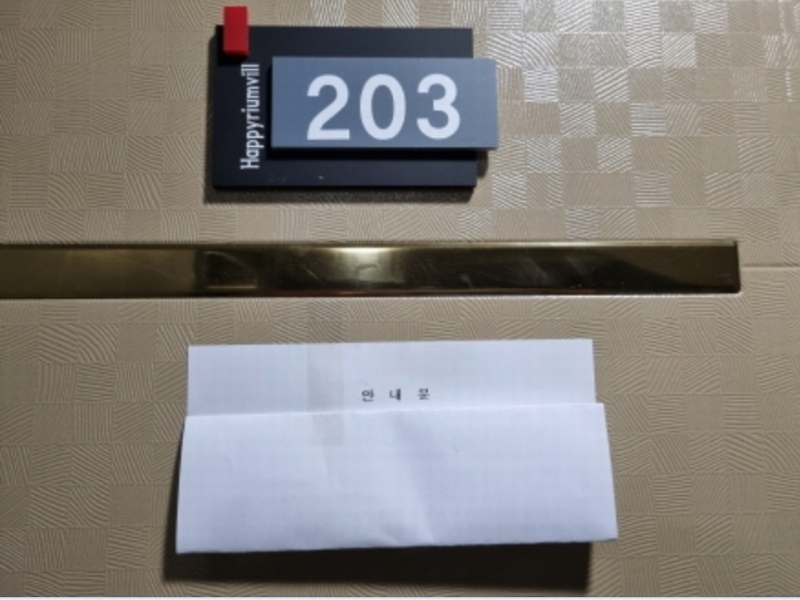 Happyriumvill
203
안 내 문